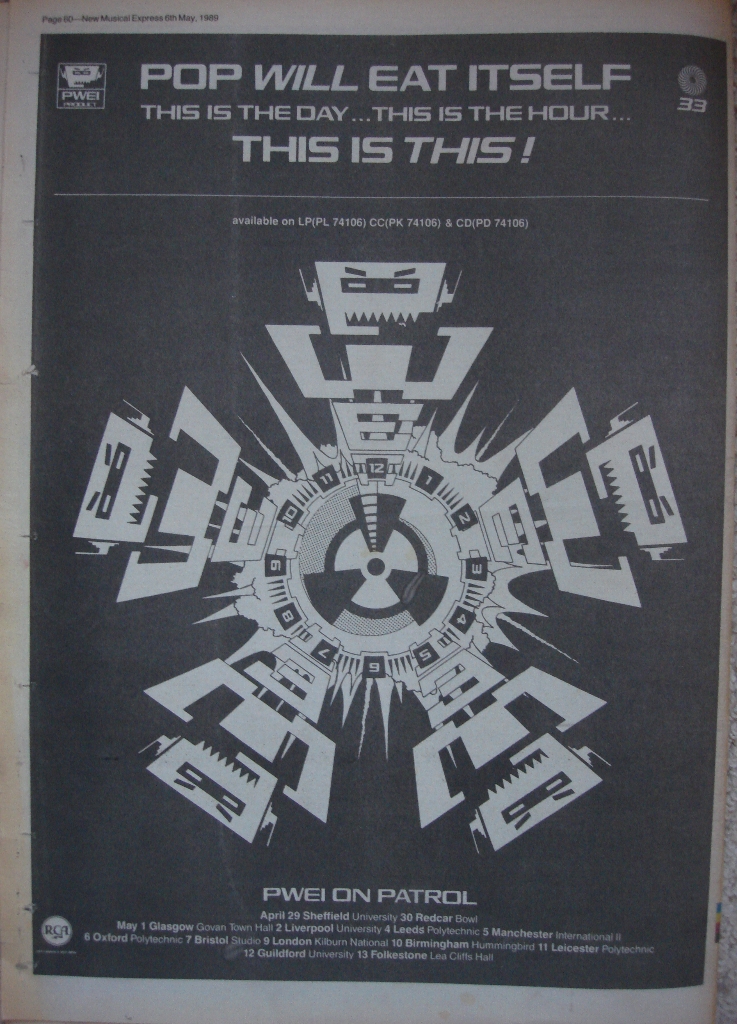 Page 60—New Musical Express 6th May, 1989
PWEI
PRODUCT
POP WILL EAT ITSELF
33
THIS IS THE DAY...THIS IS THE HOUR...
THIS IS THIS!
available on LP(PL 74106) CC(PK 74106) & CD(PD 74106)
12
1
2
3
4
5
6
7
8
9
10
11
PWEI ON PATROL
April 29 Sheffield University 30 Redcar Bowl
May 1 Glasgow Govan Town Hall 2 Liverpool University 4 Leeds Polytechnic 5 Manchester International II
6 Oxford Polytechnic 7 Bristol Studio 9 London Kilburn National 10 Birmingham Hummingbird 11 Leicester Polytechnic
12 Guildford University 13 Folkestone Lea Cliffs Hall
RCA